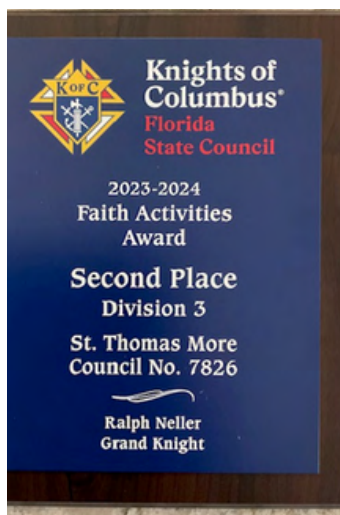 K OF C
Knights of
Columbus®
Florida
State Council
2023-2024
Faith Activities
Award
Second Place
Division 3
St. Thomas More
Council No. 7826
Ralph Neller
Grand Knight